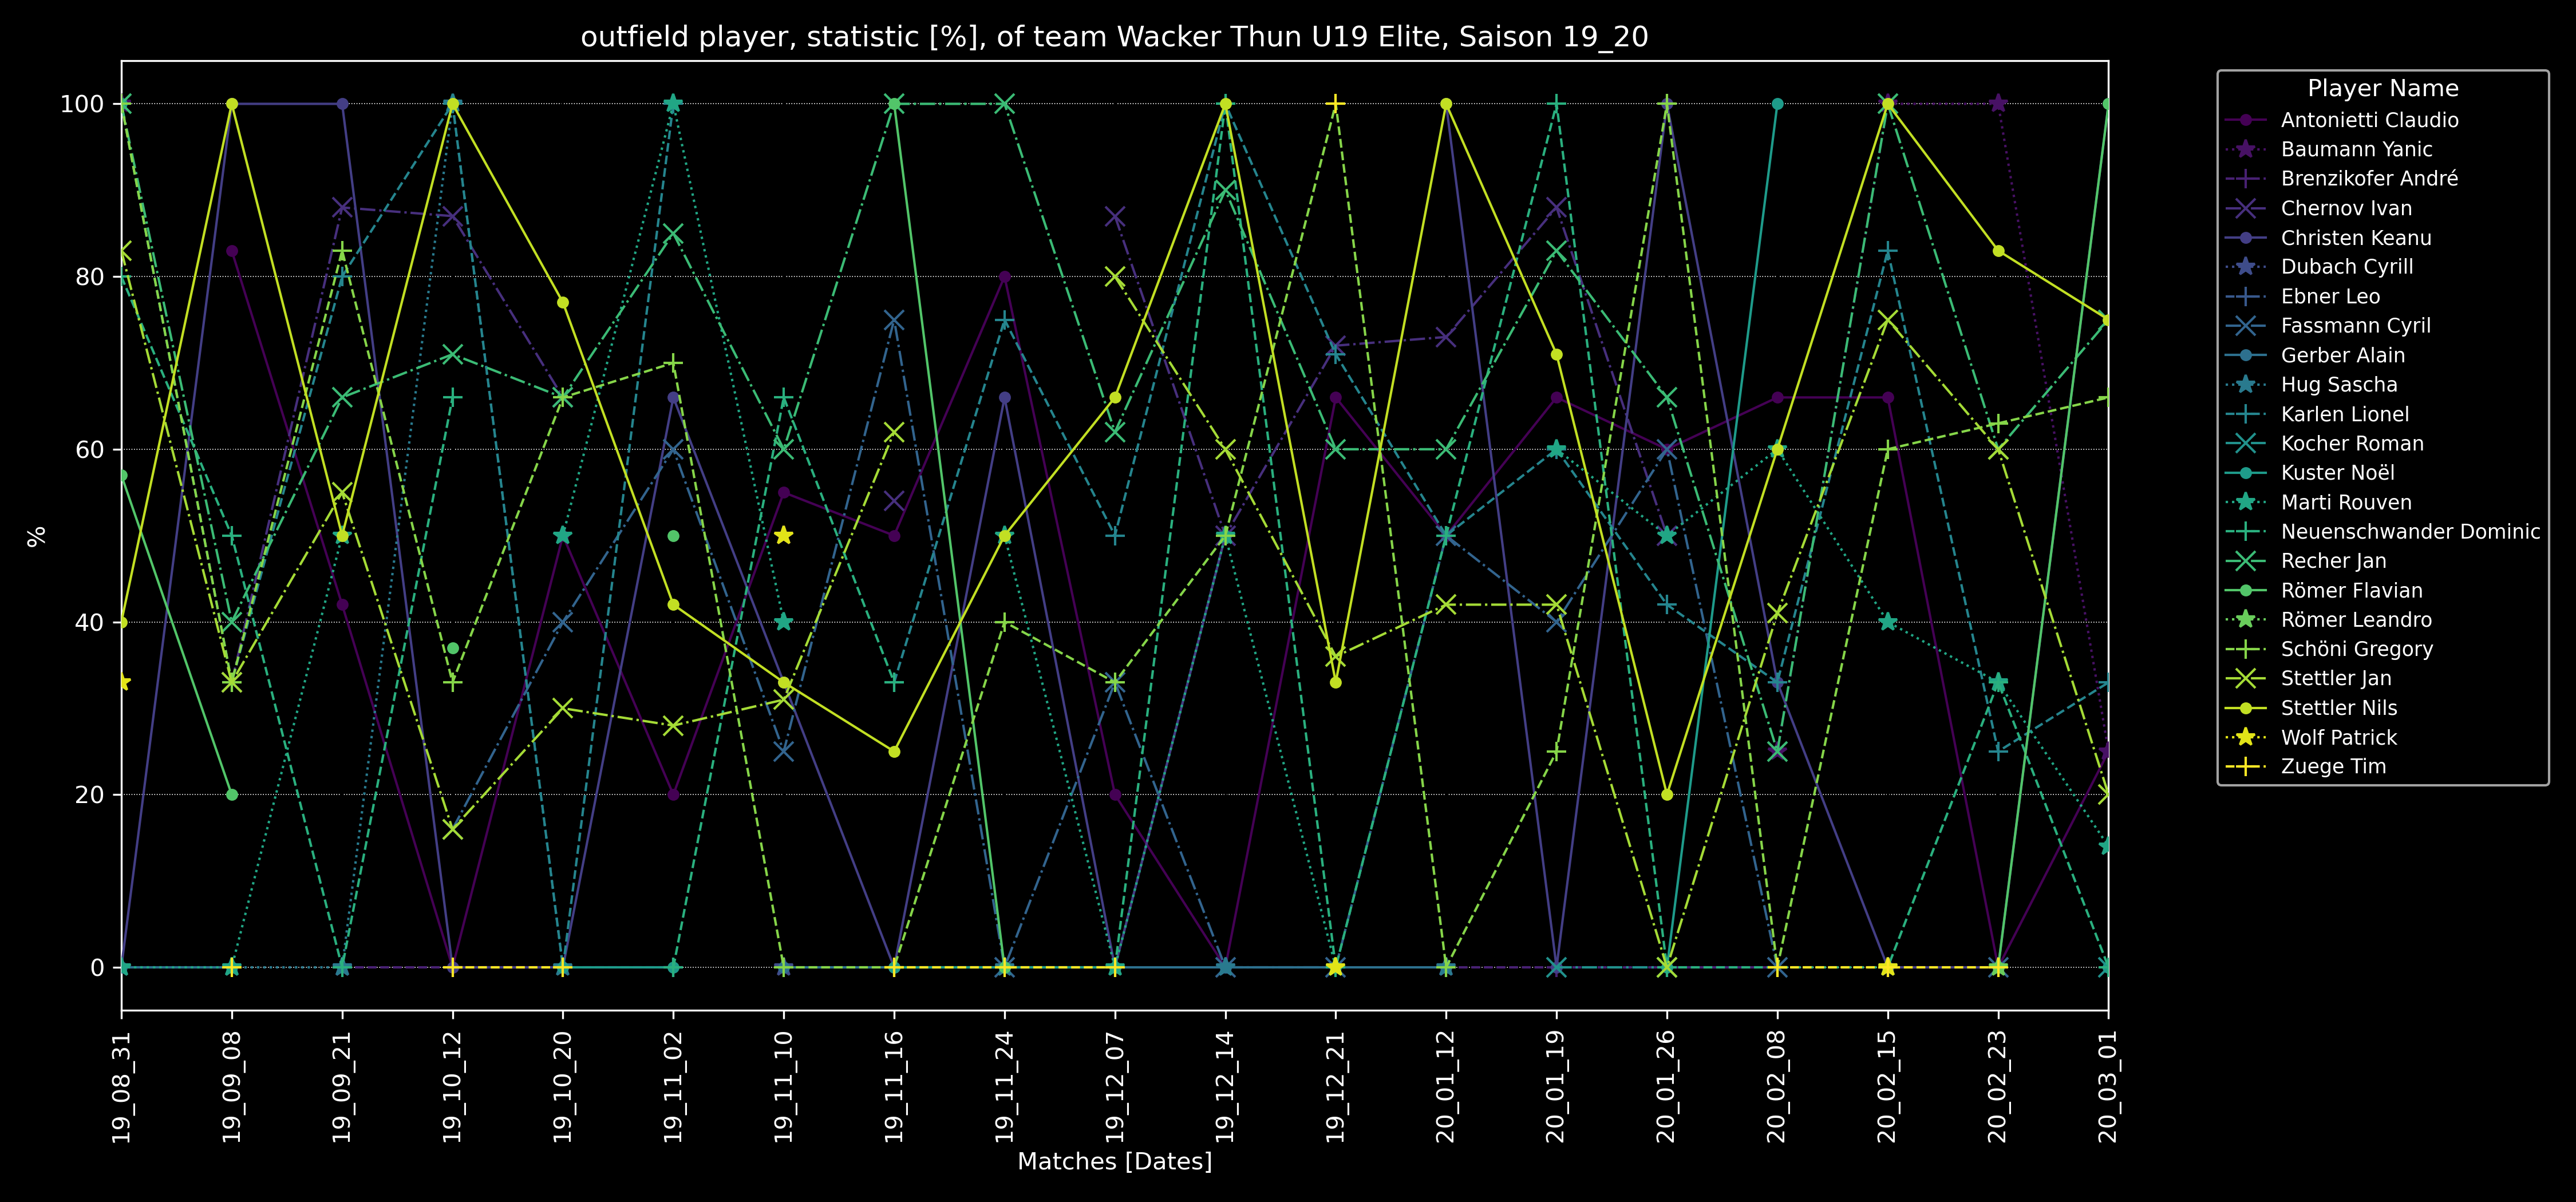 outfield player, statistic [%], of team Wacker Thun U19 Elite, Saison 19_20
100
80
60
40
20
0
%
19_08_31
19_09_08
19_09_21
19_10_12
19_10_20
19_11_02
19_11_10
19_11_16
19_11_24
19_12_07
19_12_14
19_12_21
20_01_12
20_01_19
20_01_26
20_02_08
20_02_15
20_02_23
20_03_01
Matches [Dates]
Player Name
Antonietti Claudio
Baumann Yanic
Brenzikofer André
Chernov Ivan
Christen Keanu
Dubach Cyrill
Ebner Leo
Fassmann Cyril
Gerber Alain
Hug Sascha
Karlen Lionel
Kocher Roman
Kuster Noël
Marti Rouven
Neuenschwander Dominic
Recher Jan
Römer Flavian
Römer Leandro
Schöni Gregory
Stettler Jan
Stettler Nils
Wolf Patrick
Zuege Tim